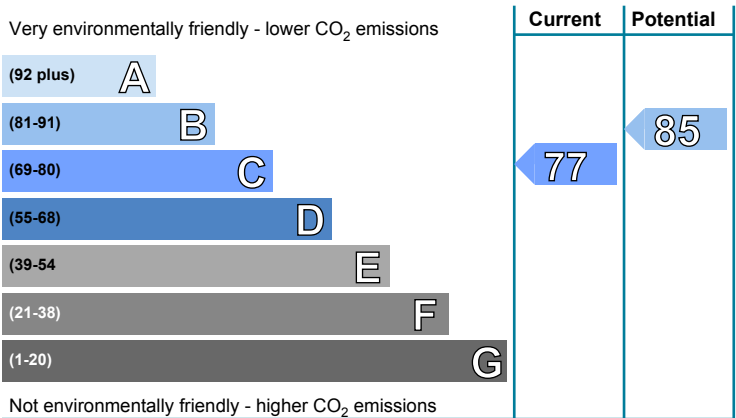 Very environmentally friendly - lower CO2 emissions
Current
Potential
(92 plus) A
(81-91) B
(69-80) C
(55-68) D
(39-54 E
(21-38) F
(1-20) G
77
85
Not environmentally friendly - higher CO2 emissions